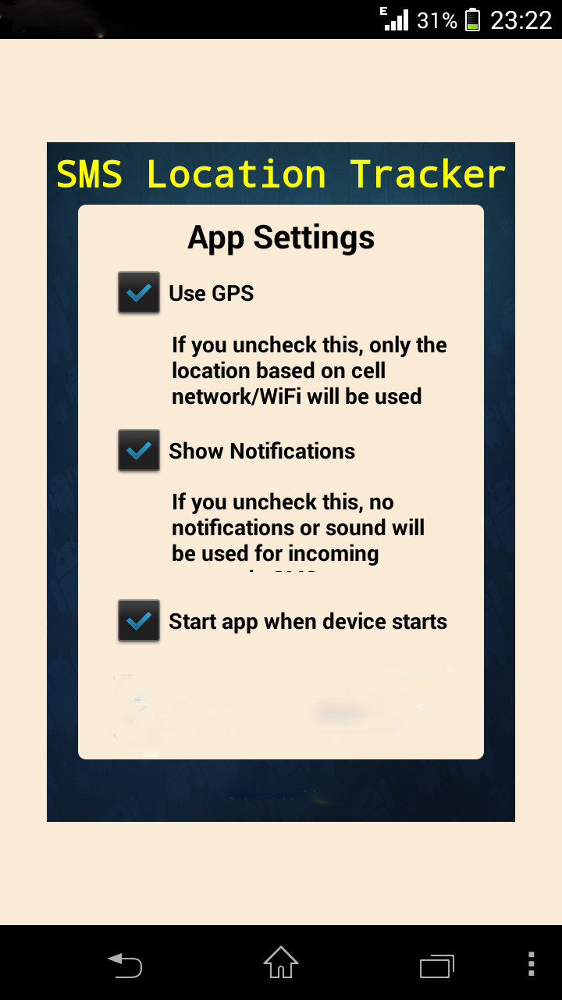 E 31% 23:22
SMS Location Tracker
App Settings
Use GPS
If you uncheck this, only the
location based on cell
network/WiFi will be used
Show Notifications
If you uncheck this, no
notifications or sound will
be used for incoming
Start app when device starts